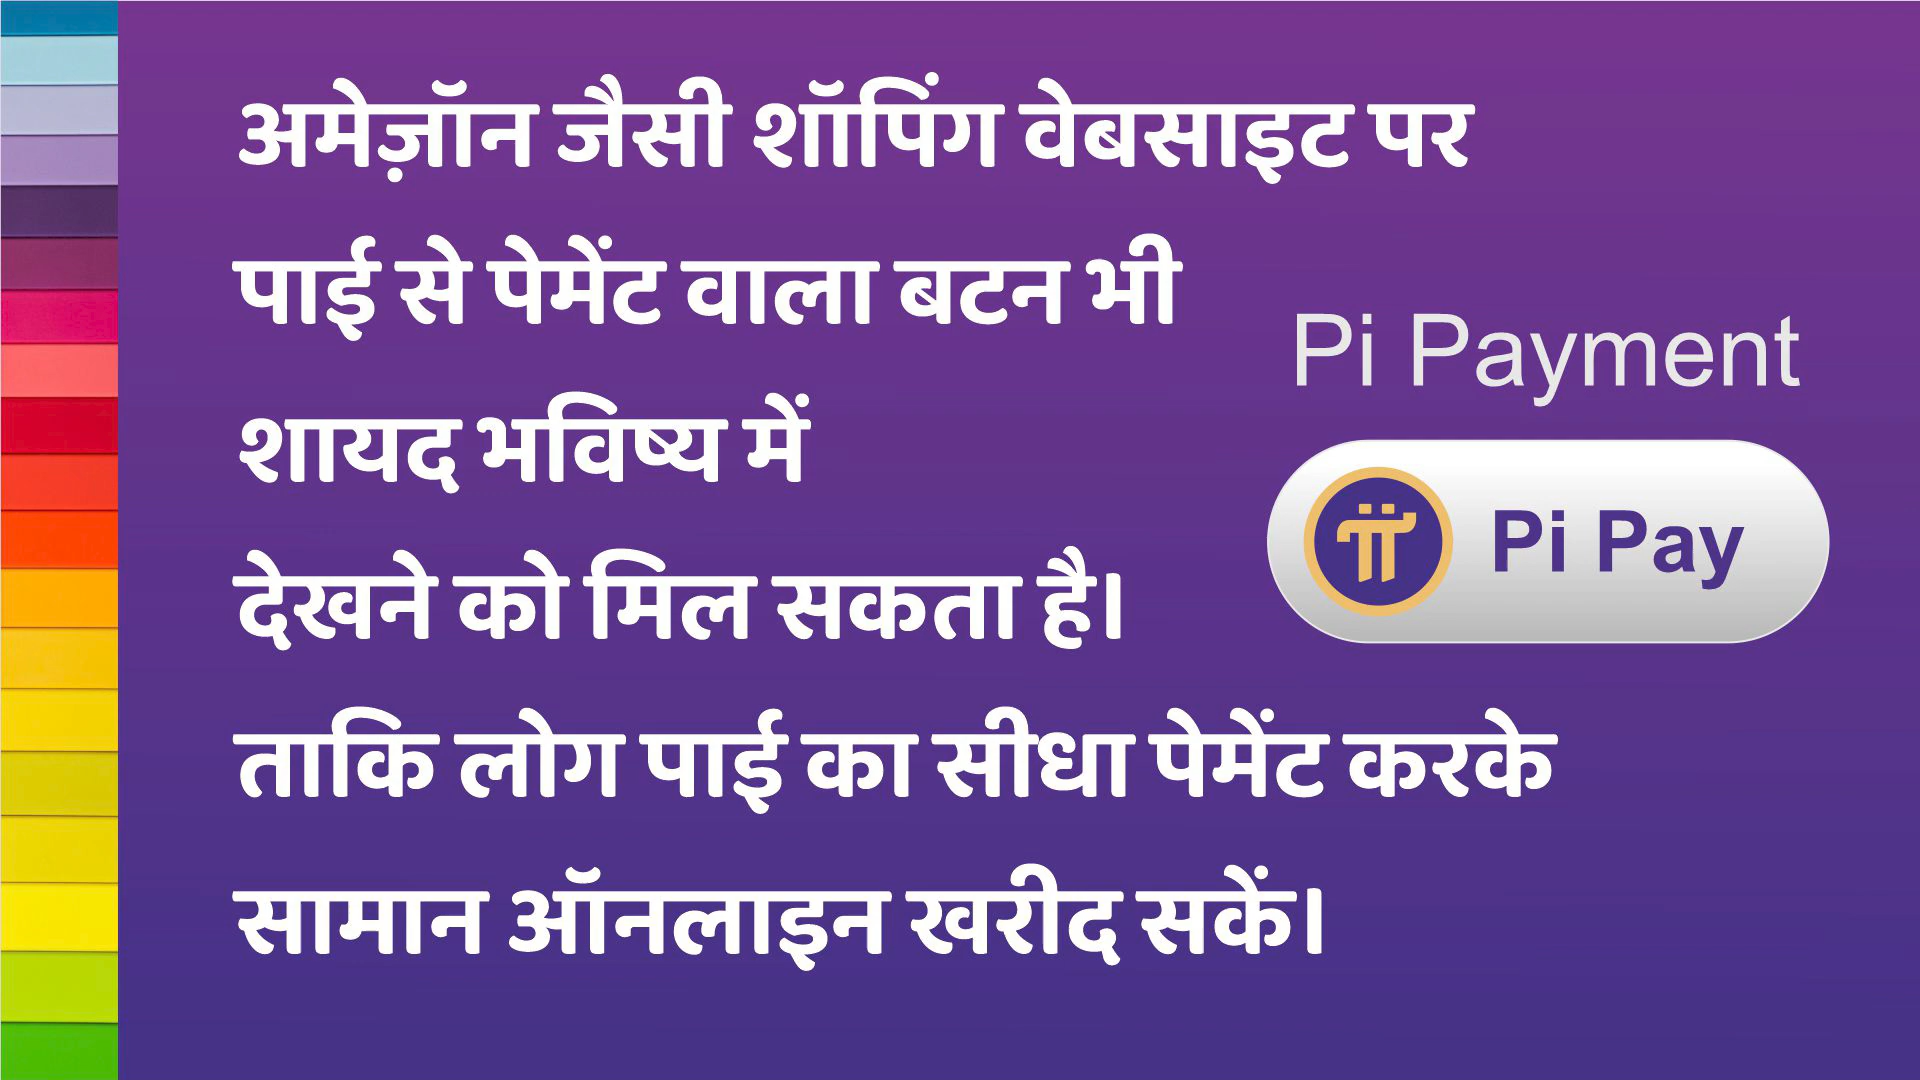 अमेज़ॉन जैसी शॉपिंग वेबसाइट पर
पाई से पेमेंट वाला बटन भी
शायद भविष्य में
देखने को मिल सकता है।
ताकि लोग पाई का सीधा पेमेंट करके
सामान ऑनलाइन खरीद सकें।
Pi Payment
Pi Pay